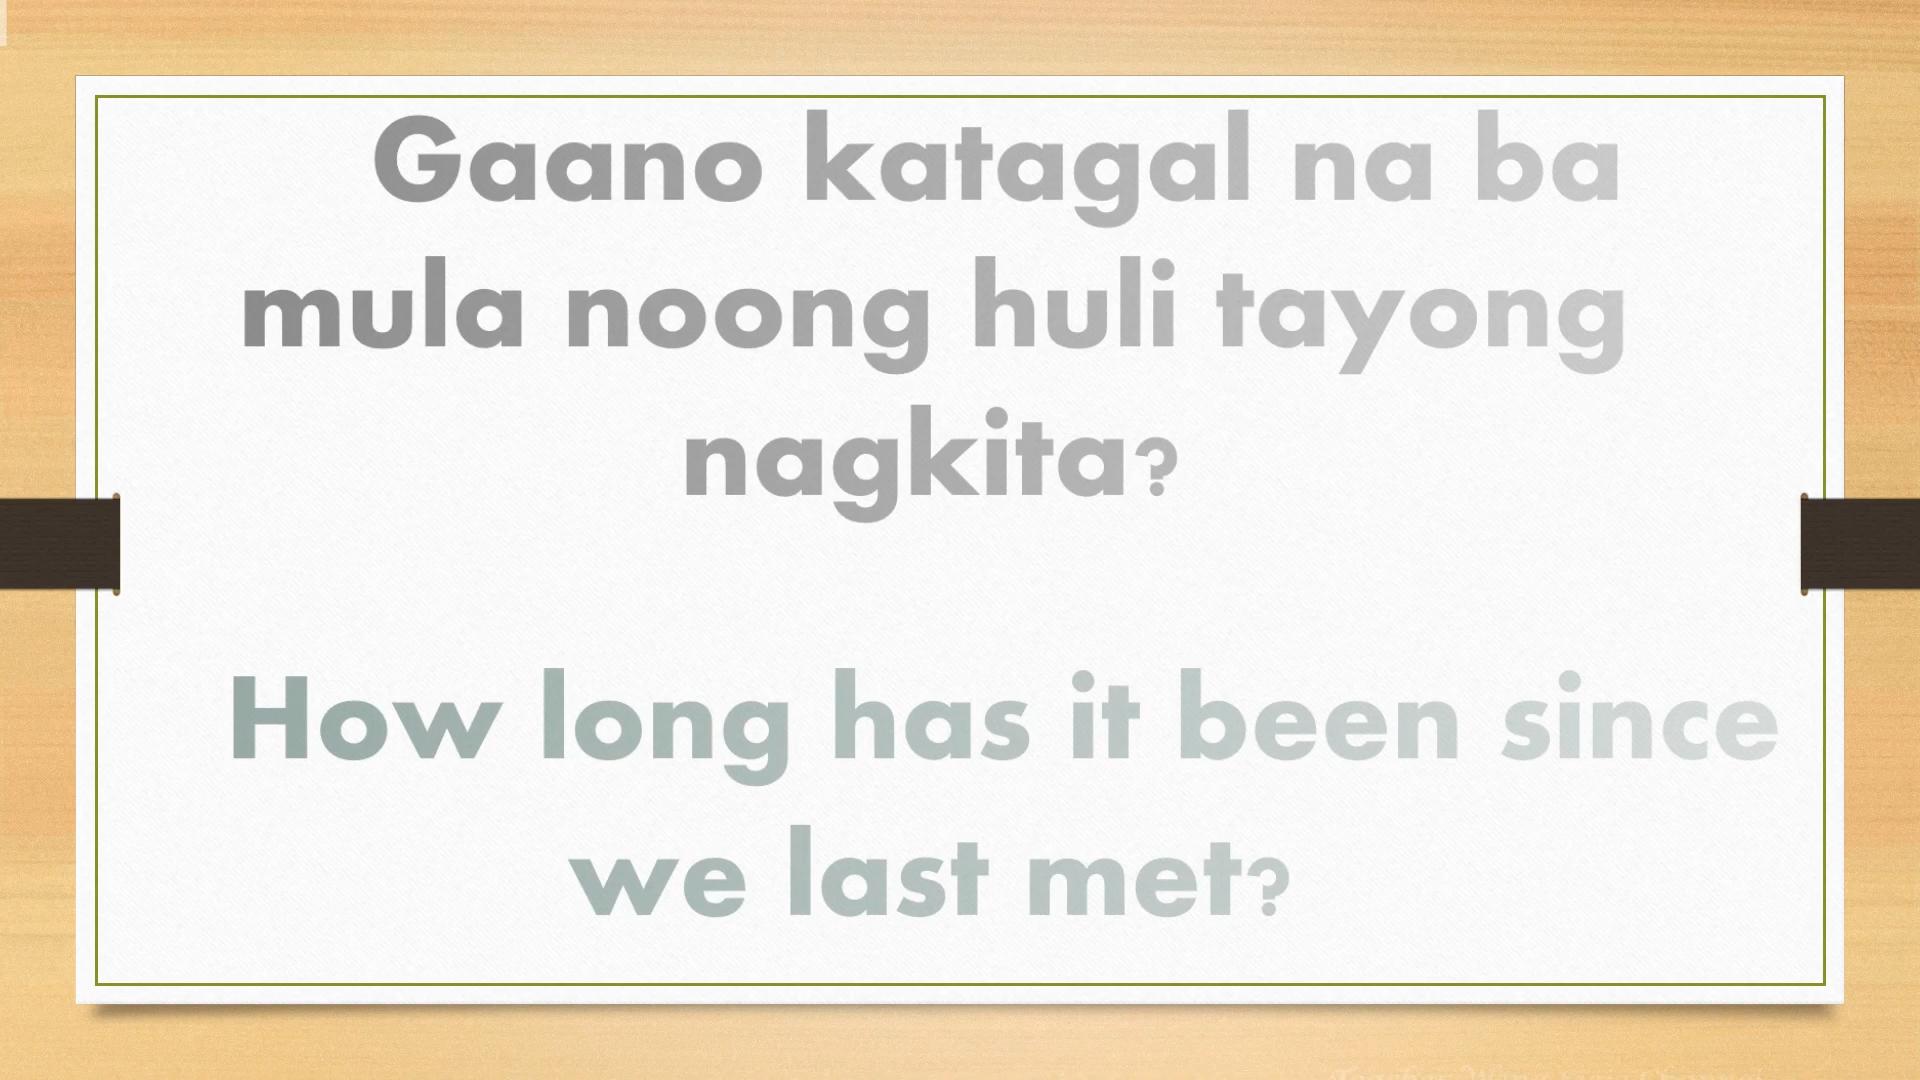 Gaano katagal na ba
mula noong huli tayong
nagkita?
How long has it been since
we last met?